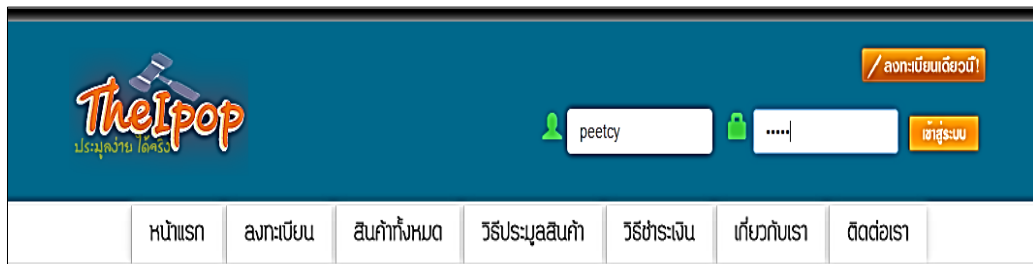 ลงทะเบียนเดียวนี้!
TheIpop
ประมูลง่าย ได้จริง
peetcy
•••••
เข้าสู่ระบบ
หน้าแรก ลงทะเบียน สินค้าทั้งหมด วิธีประมูลสินค้า วิธีชำระเงิน เกี่ยวกับเรา ติดต่อเรา